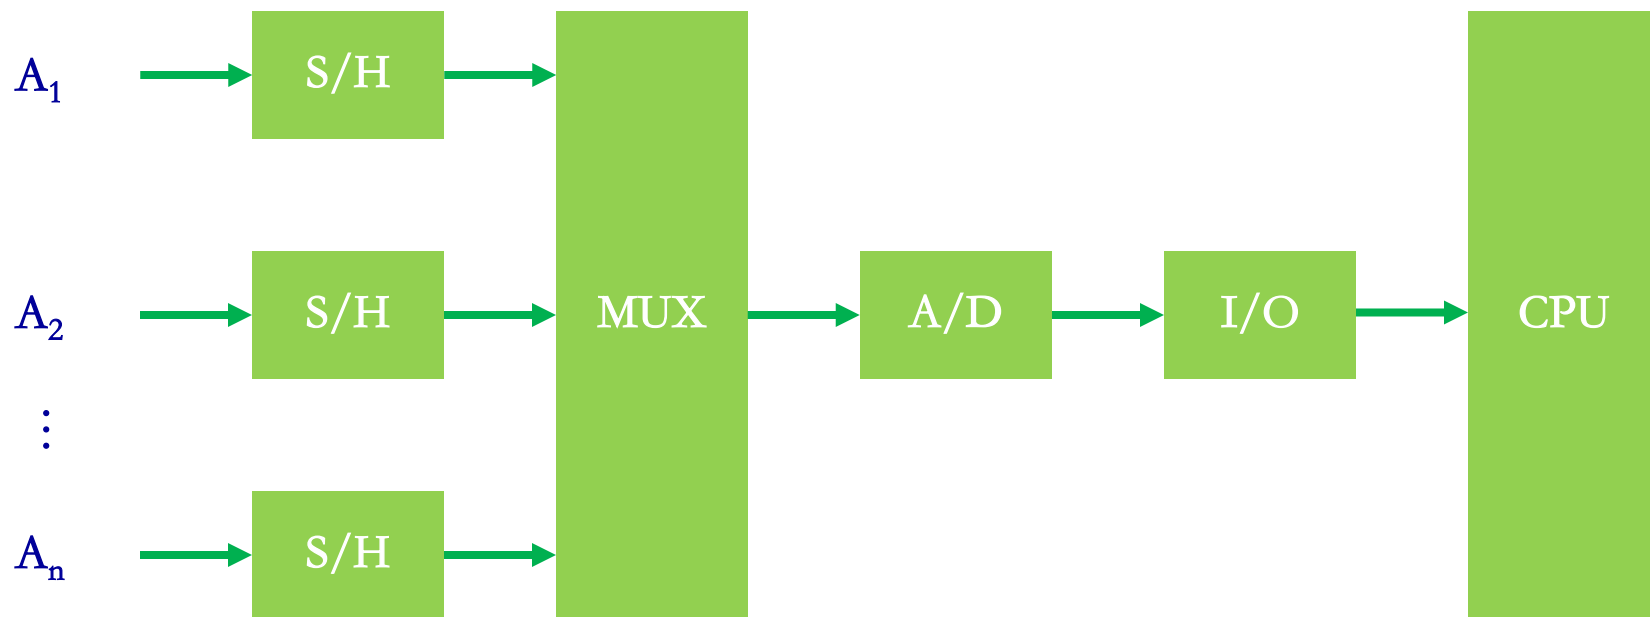 A₁
S/H
A₂
S/H
MUX
A/D
I/O
CPU
⋮
Aₙ
S/H